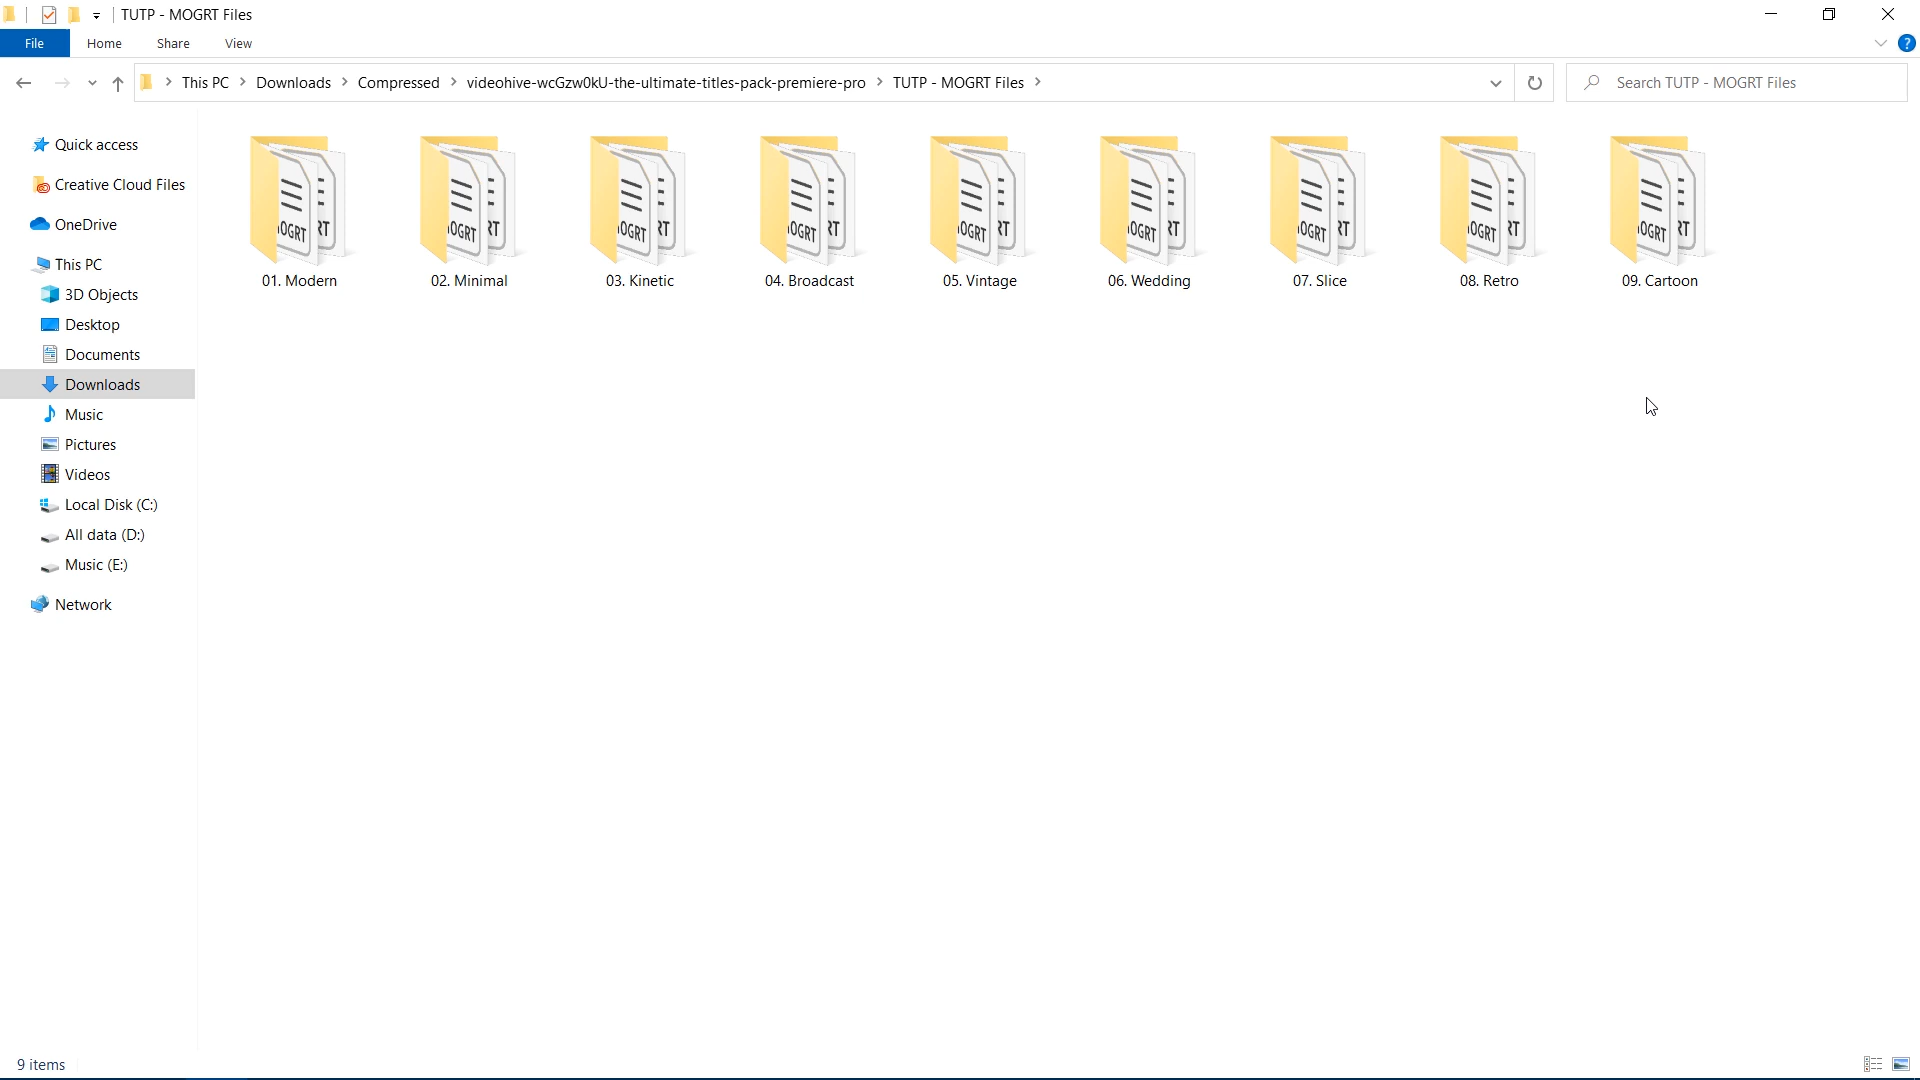 TUTP - MOGRT Files
File Home Share View
This PC Downloads Compressed videohive-wcGzw0kU-the-ultimate-titles-pack-premiere-pro TUTP - MOGRT Files
Search TUTP - MOGRT Files
Quick access
Creative Cloud Files
OneDrive
This PC
3D Objects
Desktop
Documents
Downloads
Music
Pictures
Videos
Local Disk (C:)
All data (D:)
Music (E:)
Network
01. Modern
02. Minimal
03. Kinetic
04. Broadcast
05. Vintage
06. Wedding
07. Slice
08. Retro
09. Cartoon
9 items